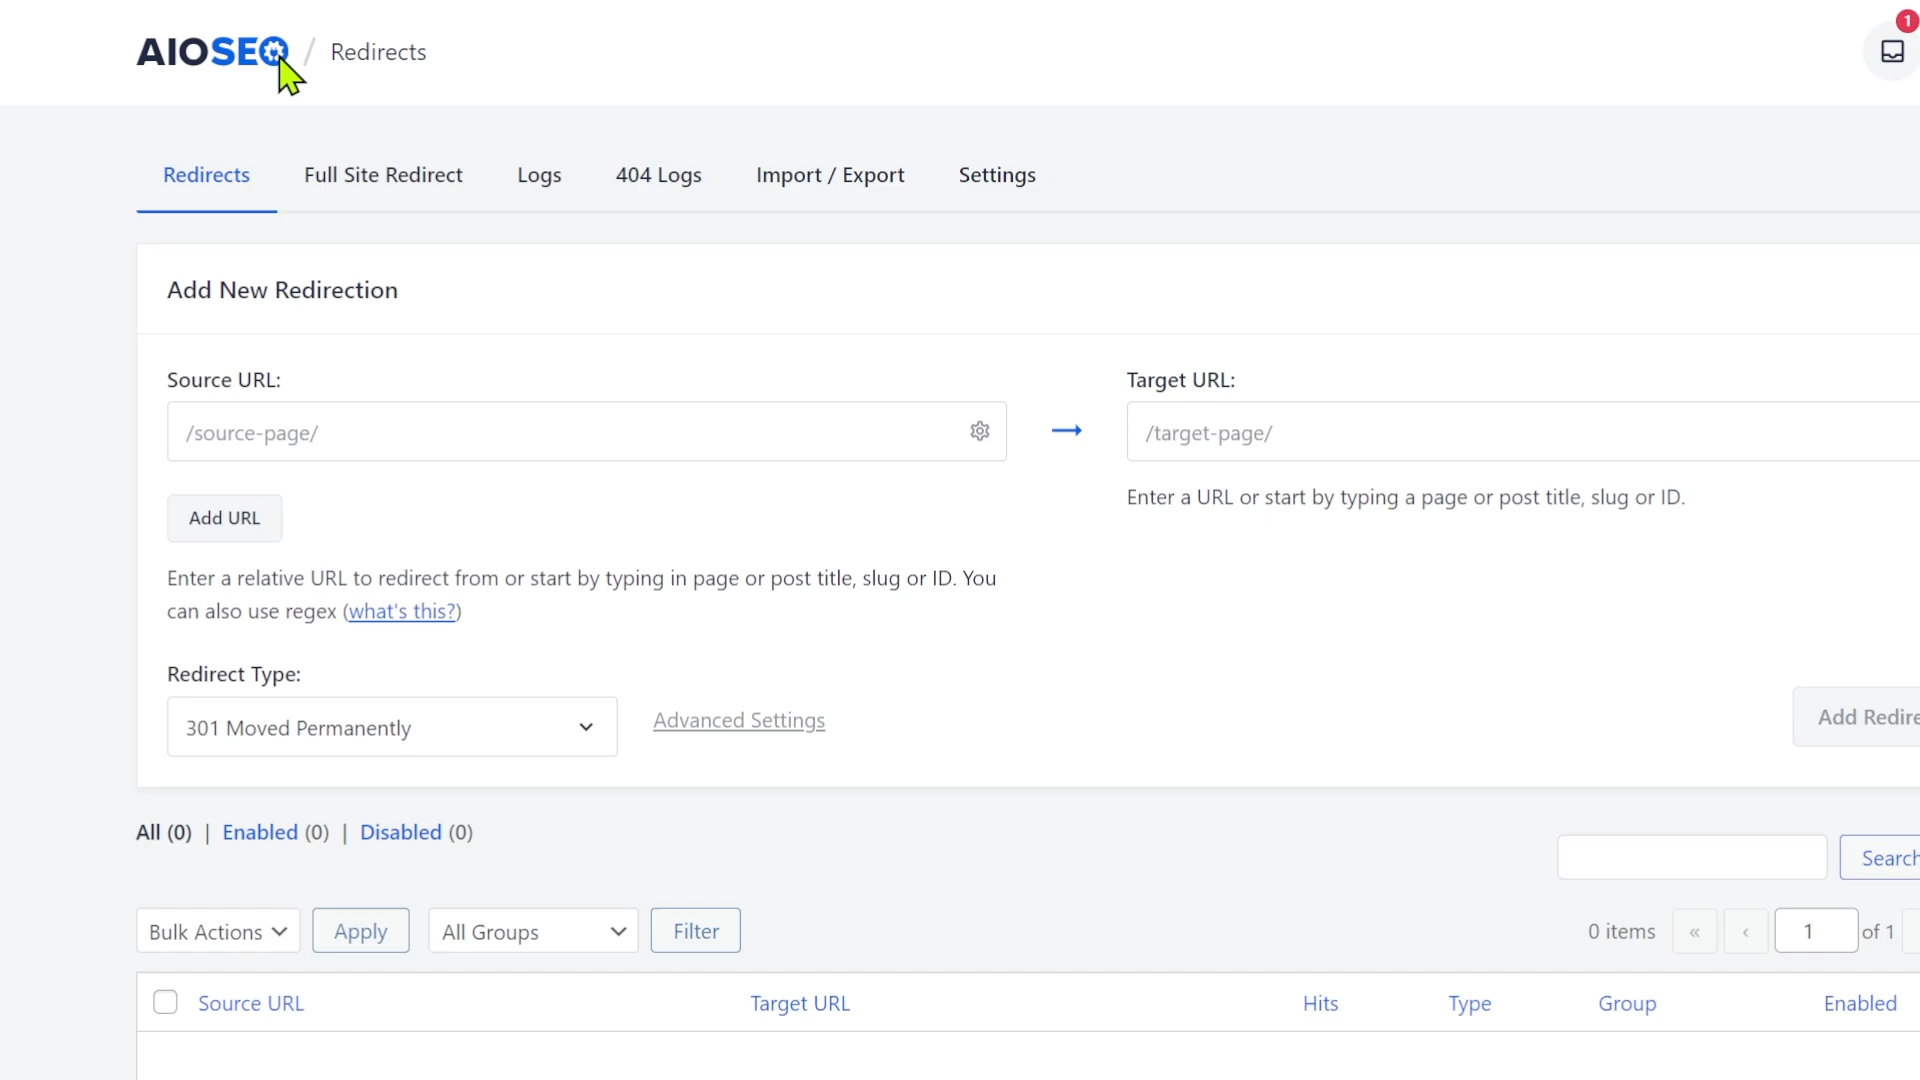 AIOSEO / Redirects
1
Redirects Full Site Redirect Logs 404 Logs Import / Export Settings
Add New Redirection
Source URL: Target URL:
/source-page/ /target-page/
Enter a URL or start by typing a page or post title, slug or ID.
Add URL
Enter a relative URL to redirect from or start by typing in page or post title, slug or ID. You
can also use regex (what's this?)
Redirect Type:
301 Moved Permanently Advanced Settings Add Redire
All (0) | Enabled (0) | Disabled (0)
Search
Bulk Actions Apply All Groups Filter 0 items « ‹ 1 of 1
Source URL Target URL Hits Type Group Enabled